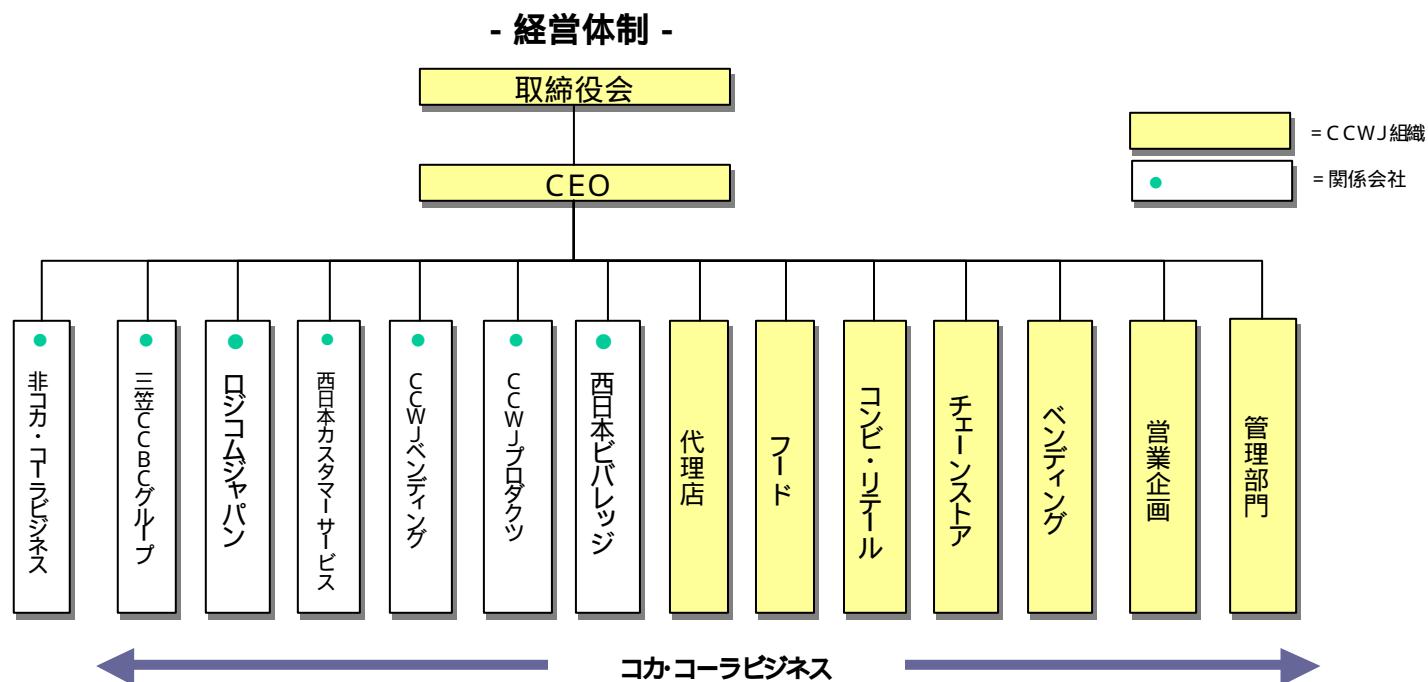 - 経営体制 -
取締役会
= CCWJ組織
CEO
= 関係会社
非コカ・コーラビジネス
三笠CCBCグループ
ロジコムジャパン
西日本カスタマーサービス
CCWJベンディング
CCWJプロダクツ
西日本ビバレッジ
代理店
フード
コンビ・リテール
チェーンストア
ベンディング
営業企画
管理部門
コカ・コーラビジネス